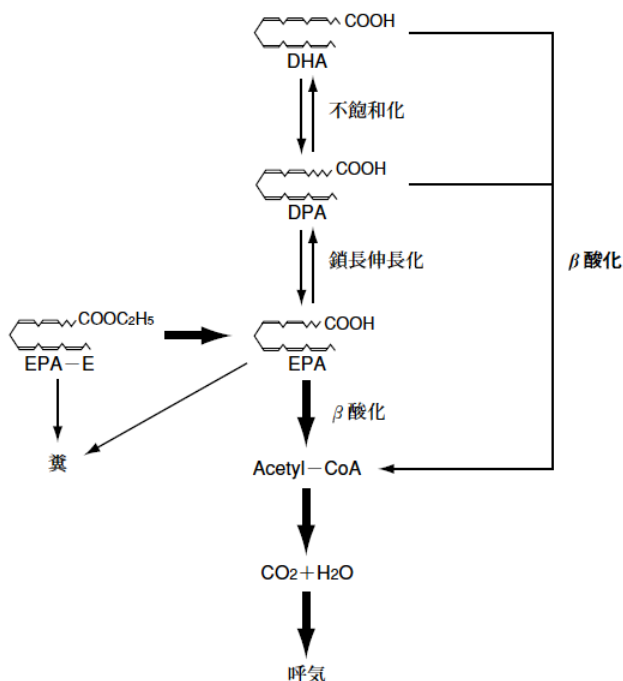 COOH
DHA
不飽和化
COOH
DPA
鎖長伸長化
β酸化
COOC2H5
EPA-E
COOH
EPA
β酸化
糞
Acetyl-CoA
CO2+H2O
呼気